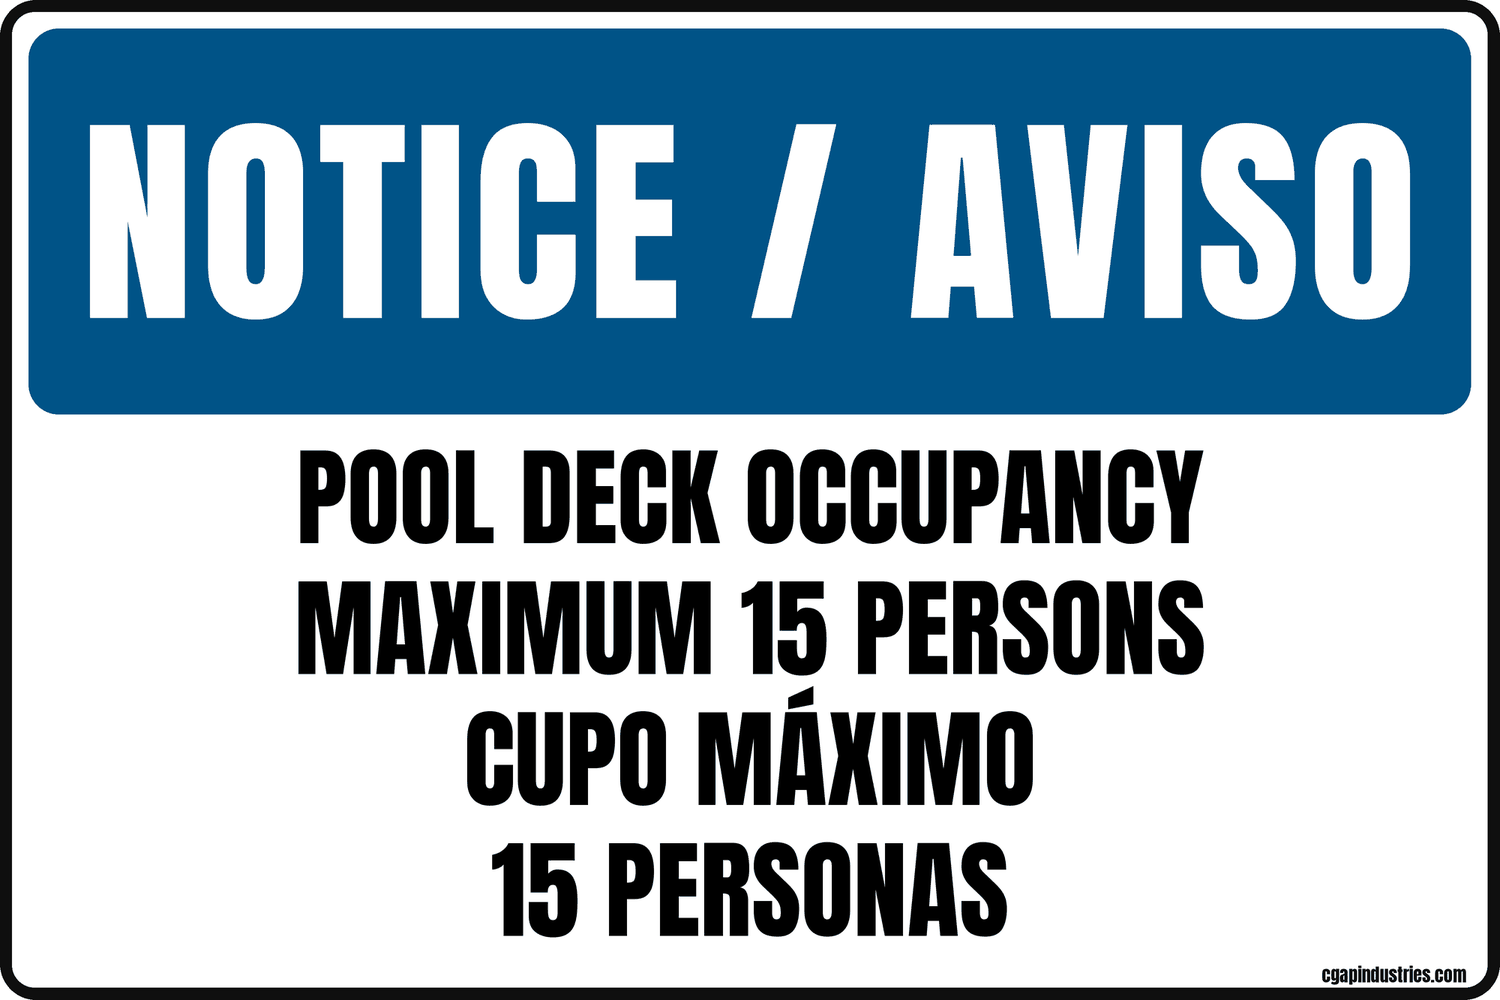 NOTICE / AVISO
POOL DECK OCCUPANCY
MAXIMUM 15 PERSONS
CUPO MÁXIMO
15 PERSONAS
cgapindustries.com